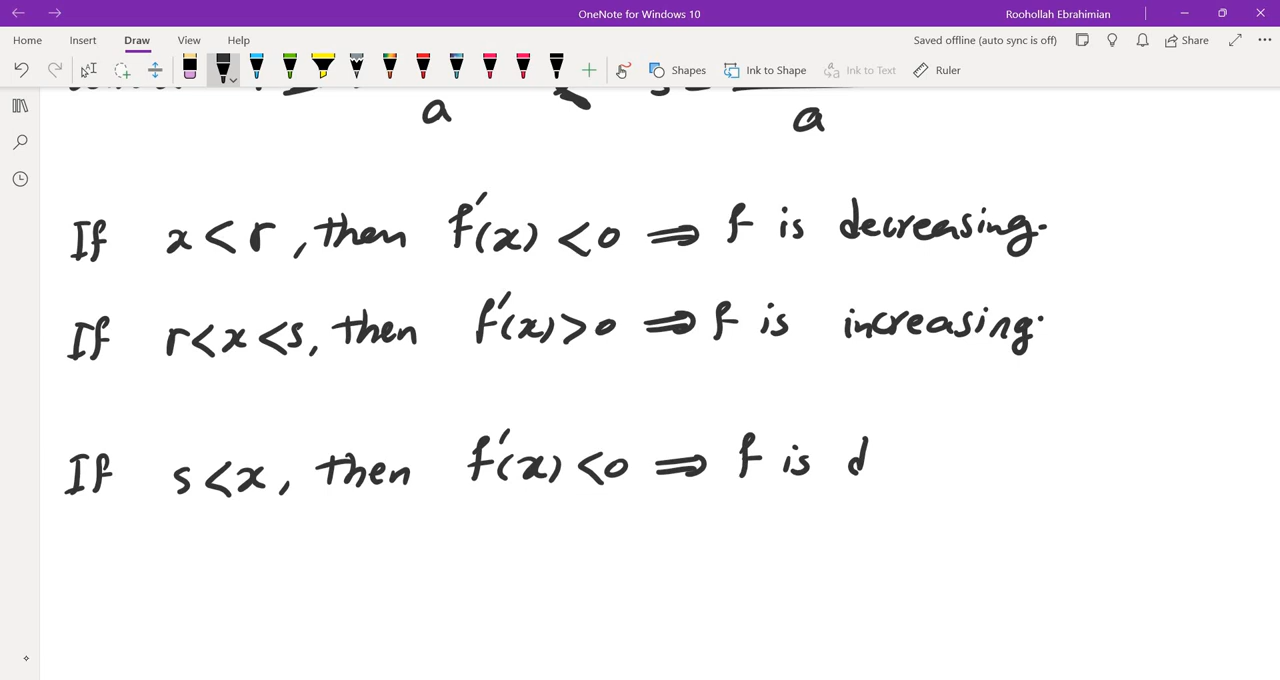 OneNote for Windows 10
Roohollah Ebrahimian
Home Insert Draw View Help
Saved offline (auto sync is off) Share
Shapes Ink to Shape Ink to Text Ruler
a a
If x < r, then f'(x) < 0 ⇒ f is decreasing.
If r < x < s, then f'(x) > 0 ⇒ f is increasing.
If s < x, then f'(x) < 0 ⇒ f is d